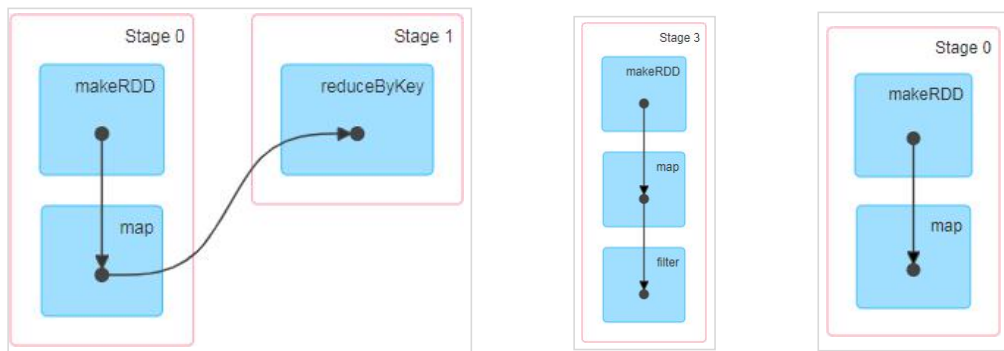 Stage 0
makeRDD
map
Stage 1
reduceByKey
Stage 3
makeRDD
map
filter
Stage 0
makeRDD
map